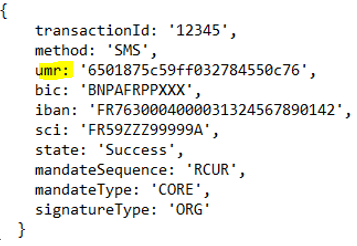 {
transactionId: '12345',
method: 'SMS',
umr: '6501875c59ff032784550c76',
bic: 'BNPAFRPPXXX',
iban: 'FR7630004000031324567890142',
sci: 'FR59ZZZ99999A',
state: 'Success',
mandateSequence: 'RCUR',
mandateType: 'CORE',
signatureType: 'ORG'
}